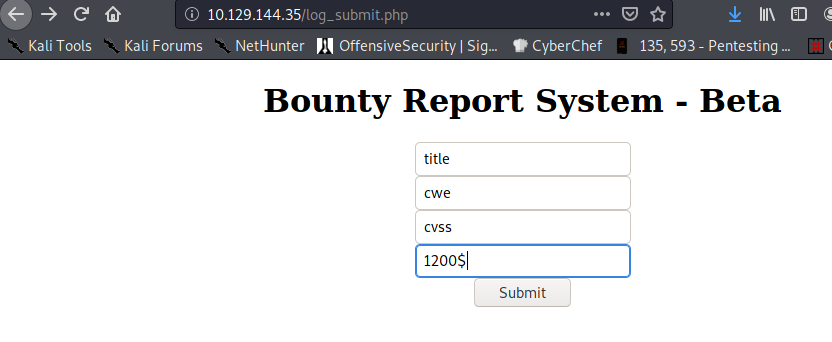 10.129.144.35/log_submit.php
Kali Tools Kali Forums NetHunter OffensiveSecurity | Sig... CyberChef 135, 593 - Pentesting ...
Bounty Report System - Beta
title
cwe
cvss
1200$
Submit